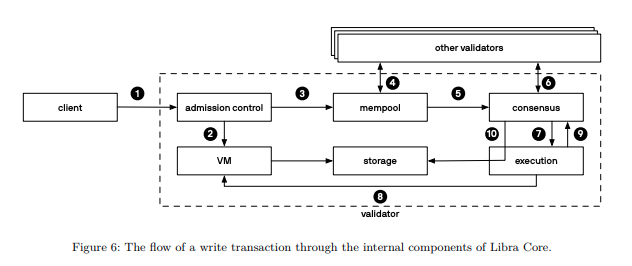 other validators
1
3
4
5
6
client
admission control
mempool
consensus
2
10
7
9
VM
storage
execution
8
validator
Figure 6: The flow of a write transaction through the internal components of Libra Core.